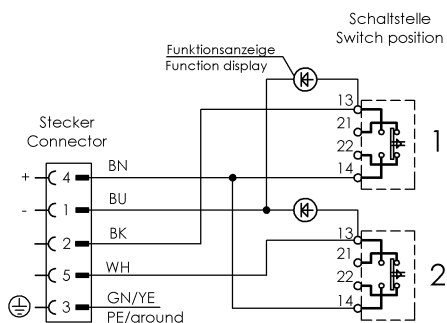 Schaltstelle
Switch position
Funktionsanzeige
Function display
Stecker
Connector
13
21
22
14
1
+ 4 BN
- 1 BU
2 BK
5 WH
3 GN/YE
PE/around
13
21
22
14
2